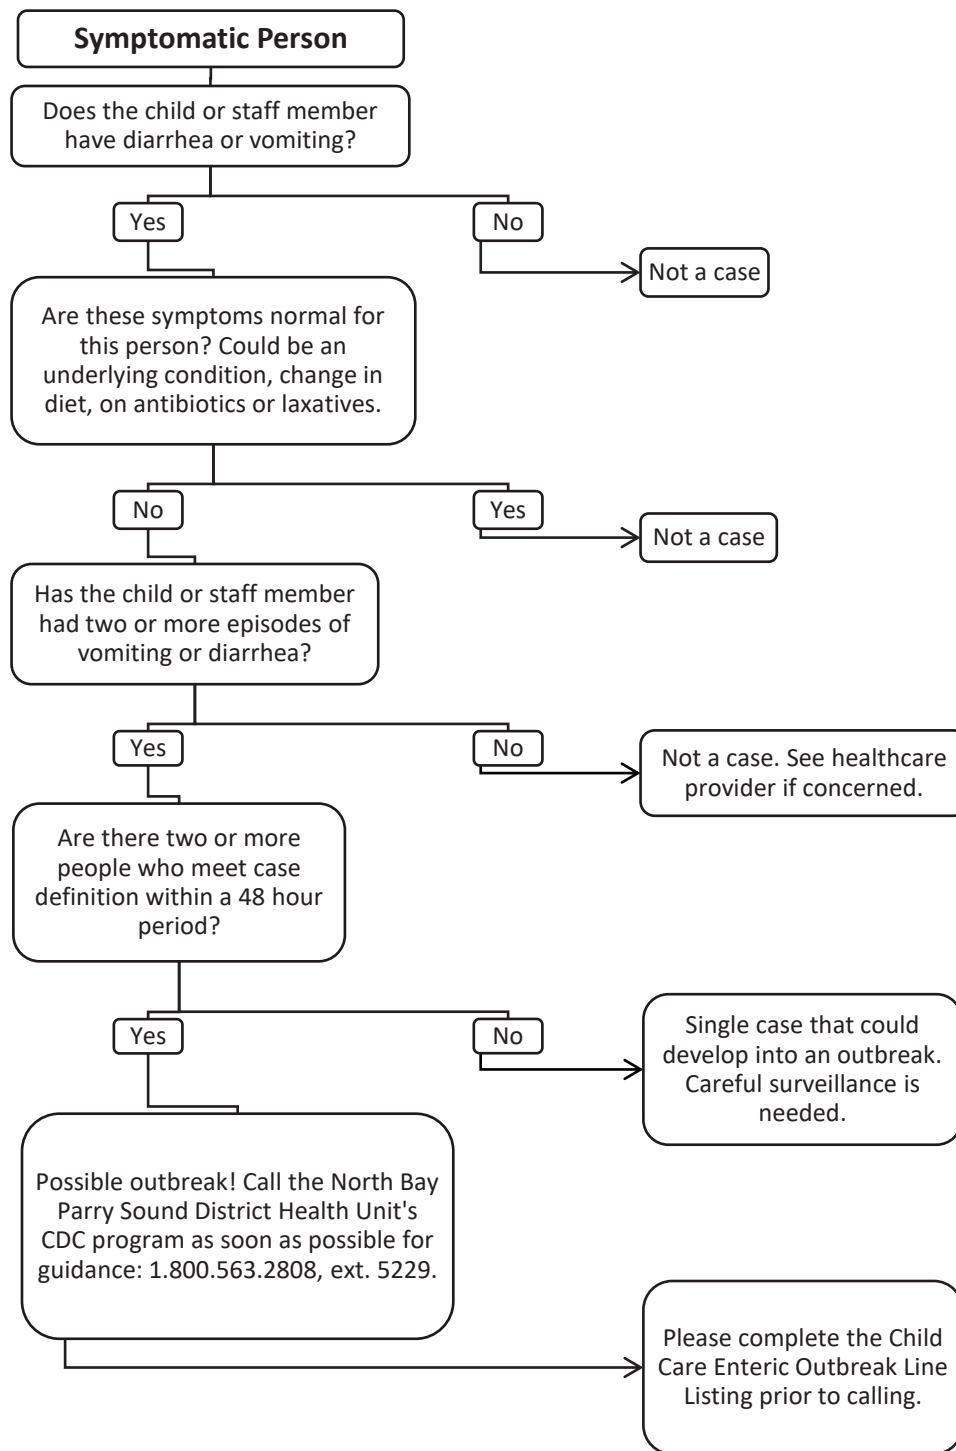 Symptomatic Person
Does the child or staff member
have diarrhea or vomiting?
Yes
No
Not a case
Are these symptoms normal for
this person? Could be an
underlying condition, change in
diet, on antibiotics or laxatives.
No
Yes
Not a case
Has the child or staff member
had two or more episodes of
vomiting or diarrhea?
Yes
No
Not a case. See healthcare
provider if concerned.
Are there two or more
people who meet case
definition within a 48 hour
period?
Yes
No
Single case that could
develop into an outbreak.
Careful surveillance is
needed.
Possible outbreak! Call the North Bay
Parry Sound District Health Unit's
CDC program as soon as possible for
guidance: 1.800.563.2808, ext. 5229.
Please complete the Child
Care Enteric Outbreak Line
Listing prior to calling.